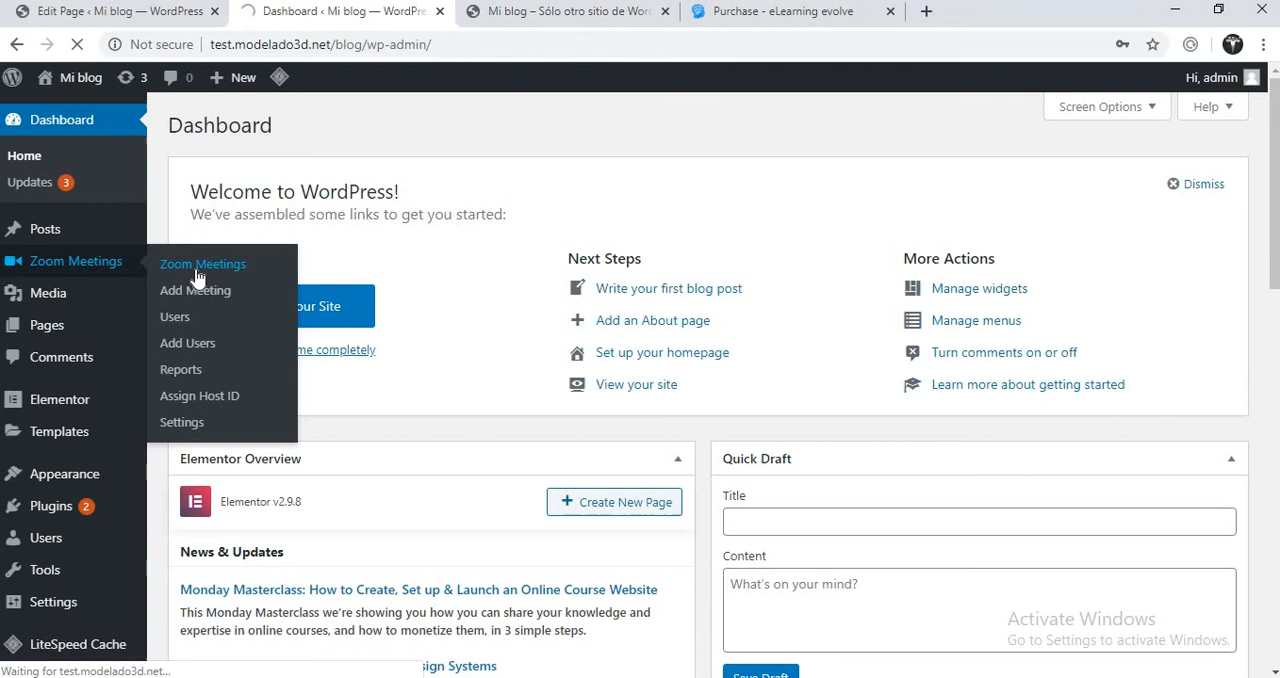 Edit Page ‹ Mi blog — WordPress
Dashboard ‹ Mi blog — WordPre
Mi blog – Sólo otro sitio de Wor
Purchase - eLearning evolve
Not secure
test.modelado3d.net/blog/wp-admin/
Mi blog
3
0
New
Hi, admin
Dashboard
Home
Updates 3
Posts
Zoom Meetings
Media
Pages
Comments
Elementor
Templates
Appearance
Plugins 2
Users
Tools
Settings
LiteSpeed Cache
Zoom Meetings
Add Meeting
Users
Add Users
Reports
Assign Host ID
Settings
Dashboard
Screen Options
Help
Welcome to WordPress!
We've assembled some links to get you started:
Dismiss
our Site
me completely
Next Steps
Write your first blog post
Add an About page
Set up your homepage
View your site
More Actions
Manage widgets
Manage menus
Turn comments on or off
Learn more about getting started
Elementor Overview
Elementor v2.9.8
Create New Page
News & Updates
Monday Masterclass: How to Create, Set up & Launch an Online Course Website
This Monday Masterclass we're showing you how you can share your knowledge and
expertise in online courses, and how to monetize them, in 3 simple steps.
sign Systems
Quick Draft
Title
Content
What's on your mind?
Save Draft
Activate Windows
Go to Settings to activate Windows.
Waiting for test.modelado3d.net...